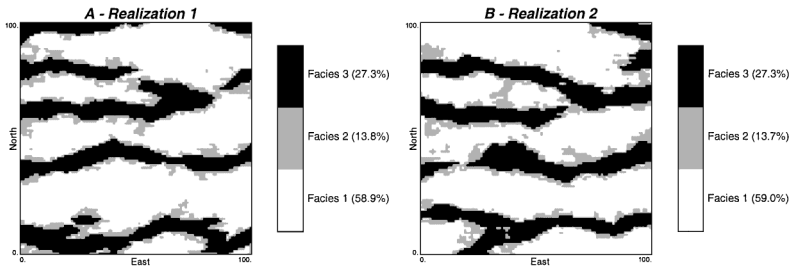 A - Realization 1
100.
North
0.
0.
East
100.
Facies 3 (27.3%)
Facies 2 (13.8%)
Facies 1 (58.9%)
B - Realization 2
100.
North
0.
0.
East
100.
Facies 3 (27.3%)
Facies 2 (13.7%)
Facies 1 (59.0%)